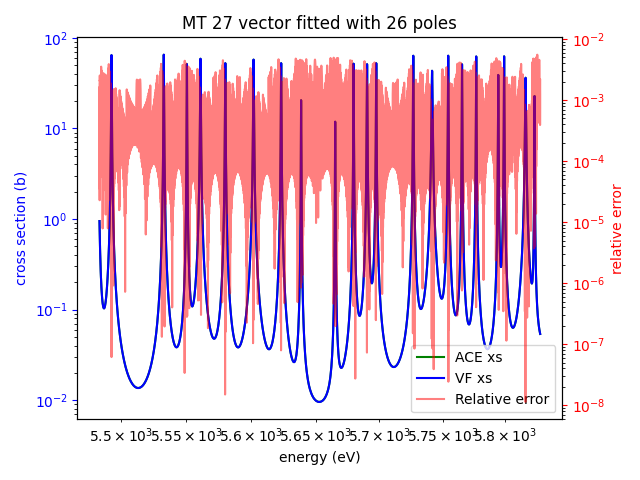 MT 27 vector fitted with 26 poles
10²
10¹
10⁰
10⁻¹
10⁻²
cross section (b)
10⁻²
10⁻³
10⁻⁴
10⁻⁵
10⁻⁶
10⁻⁷
10⁻⁸
relative error
ACE xs
VF xs
Relative error
5.5 × 10³ 5.55 × 10³ 5.6 × 10³ 5.65 × 10³ 5.7 × 10³ 5.75 × 10³ 5.8 × 10³
energy (eV)